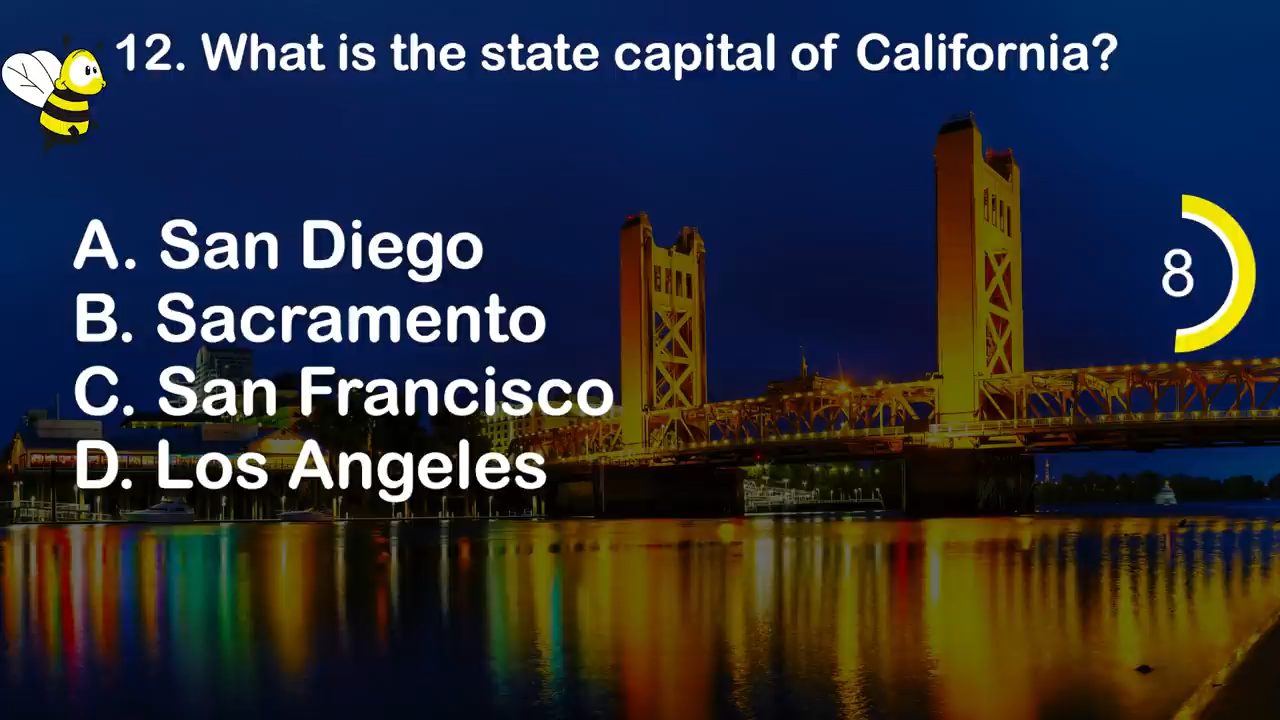 12. What is the state capital of California?
A. San Diego
B. Sacramento
C. San Francisco
D. Los Angeles
8